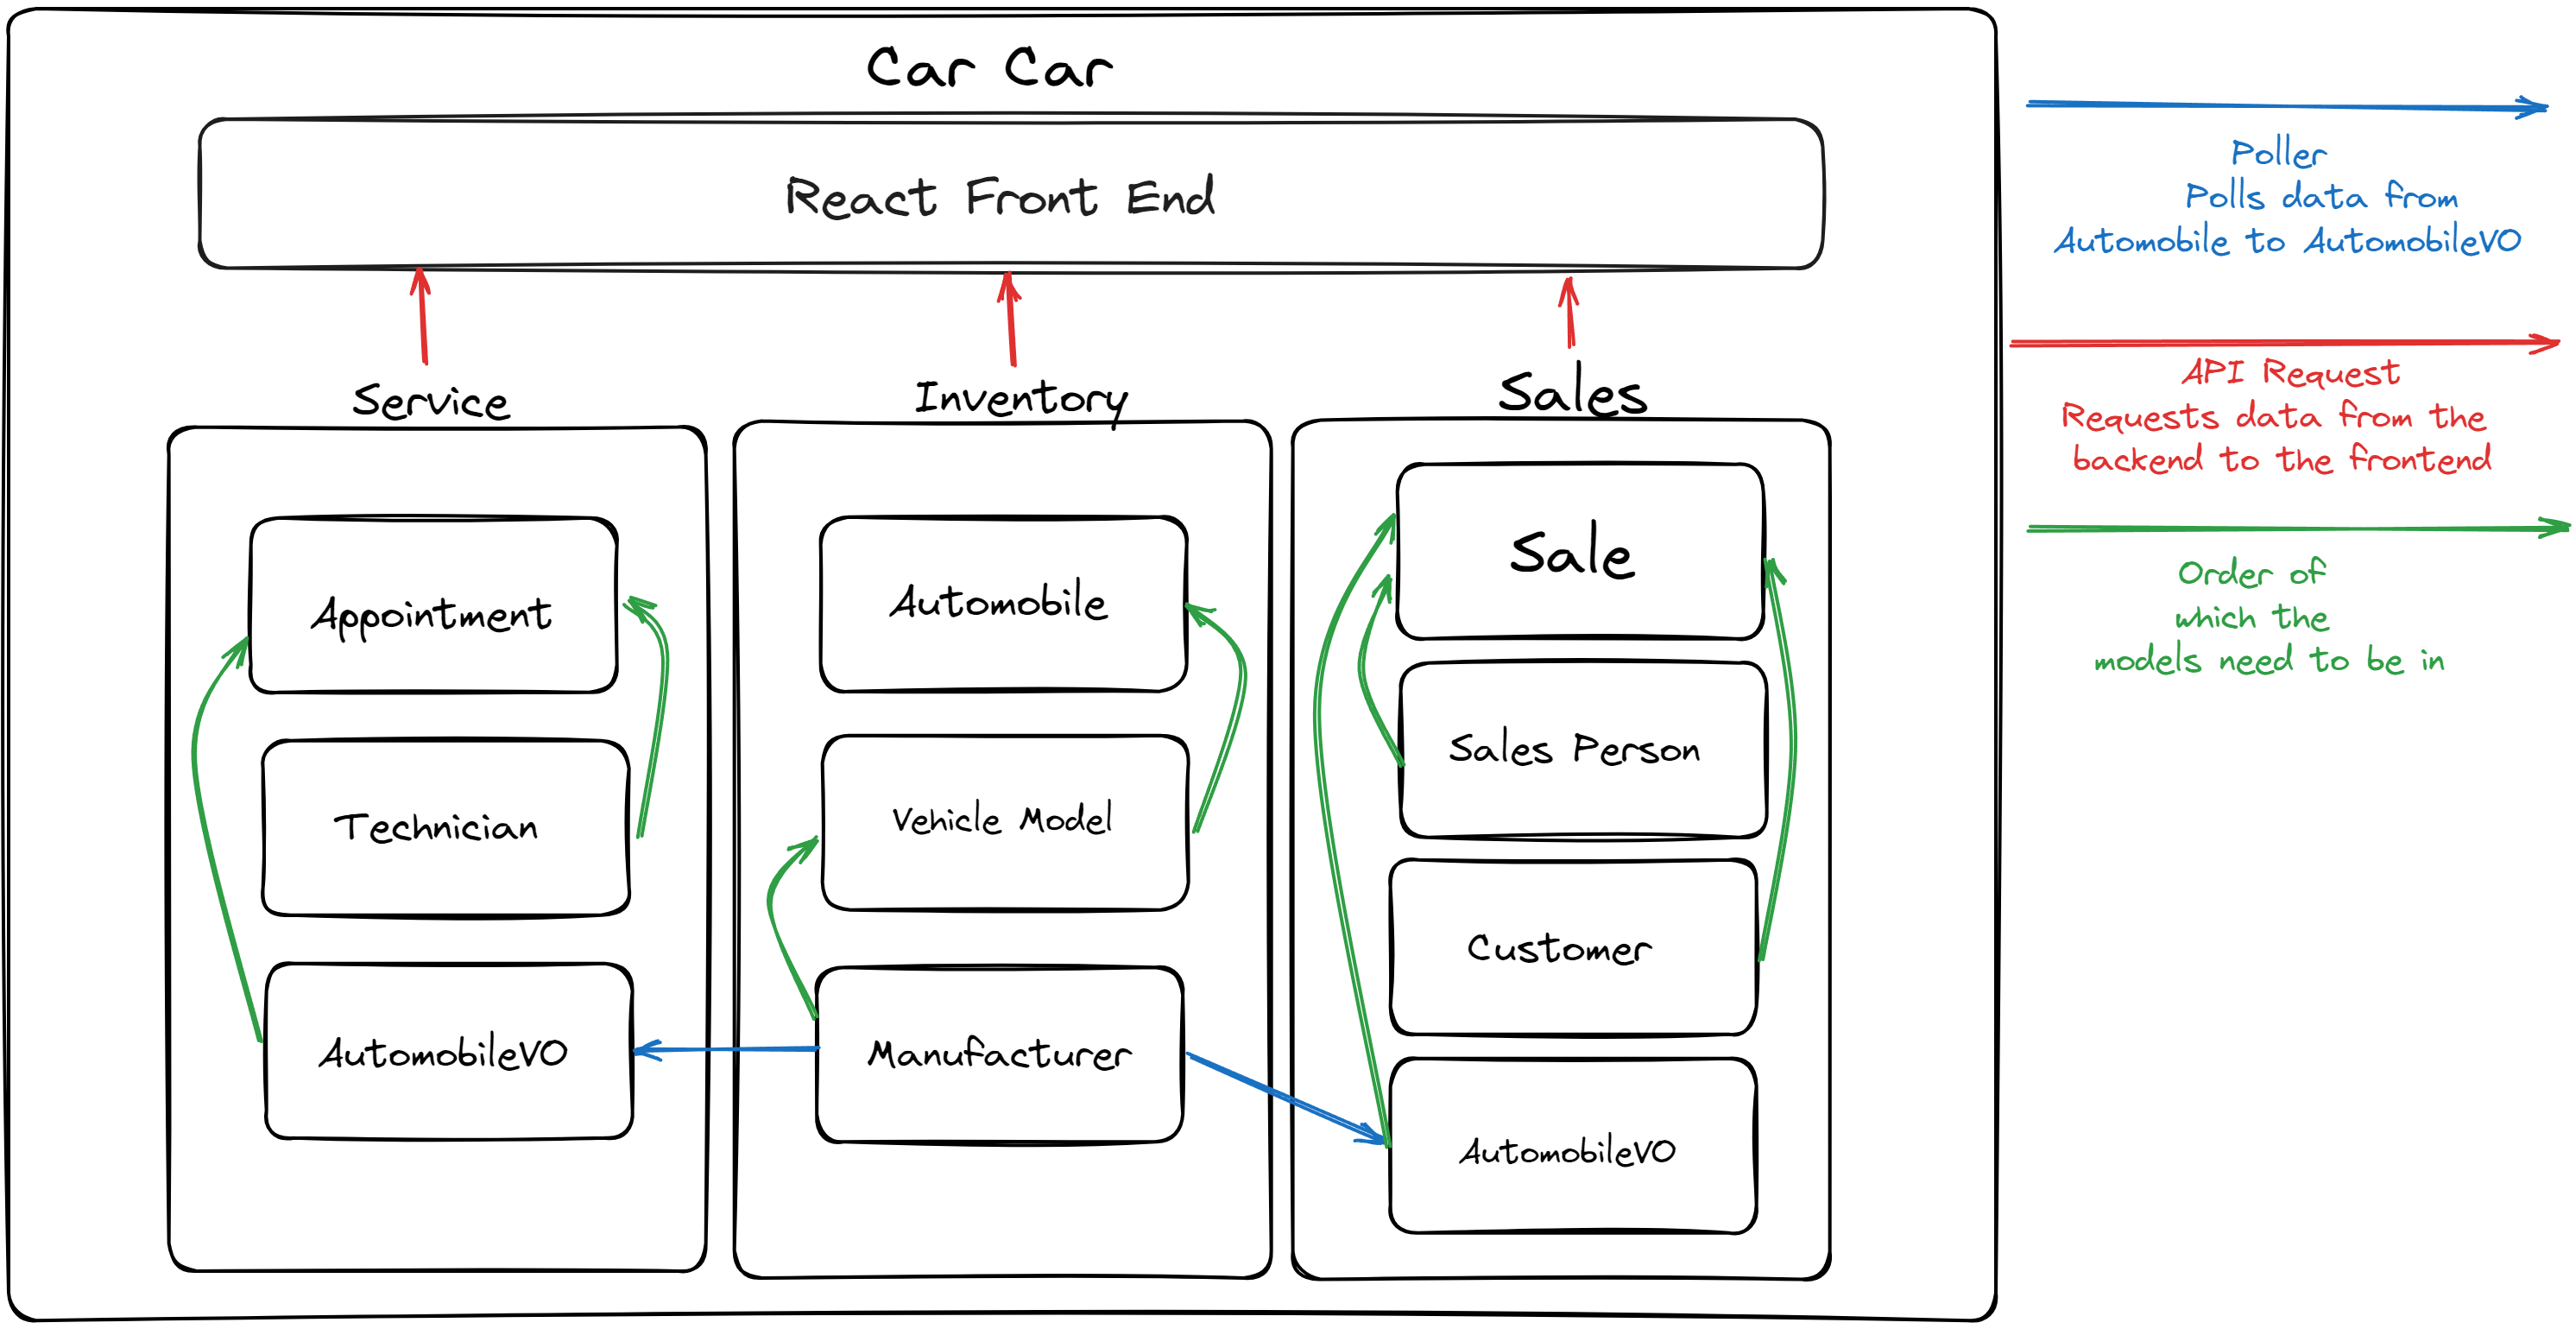 Car Car
React Front End
Service
Appointment
Technician
AutomobileVO
Inventory
Automobile
Vehicle Model
Manufacturer
Sales
Sale
Sales Person
Customer
AutomobileVO
Poller
Polls data from
Automobile to AutomobileVO
API Request
Requests data from the
backend to the frontend
Order of
which the
models need to be in